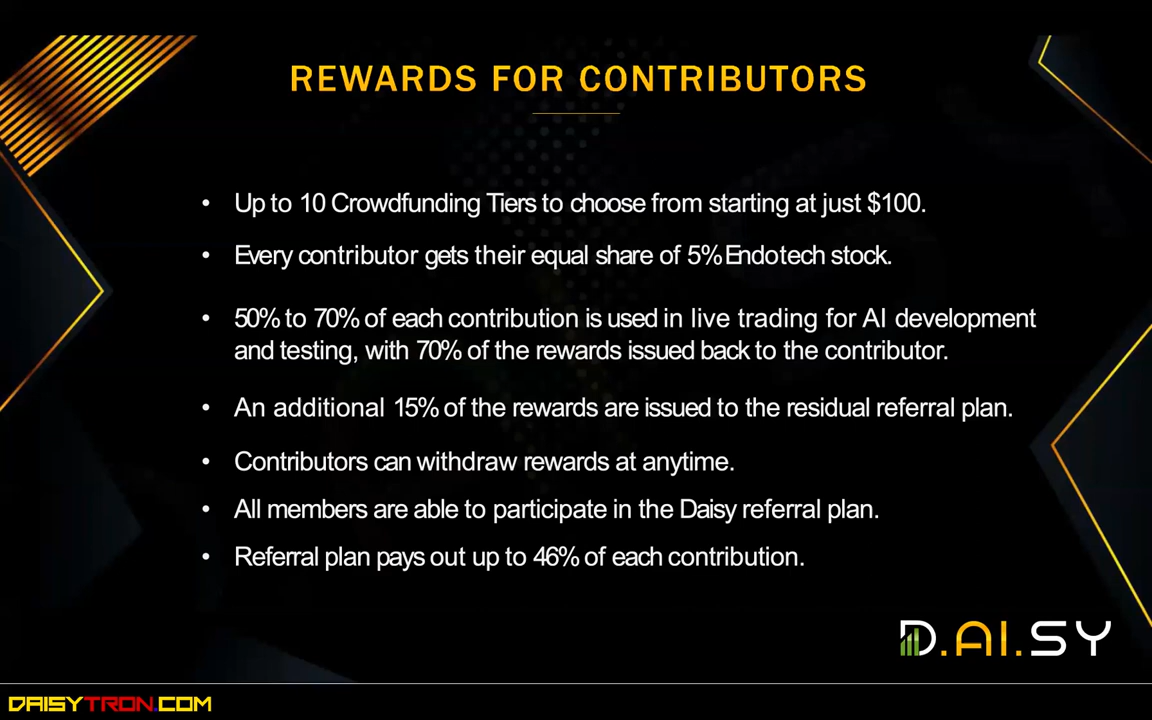 REWARDS FOR CONTRIBUTORS
• Up to 10 Crowdfunding Tiers to choose from starting at just $100.
• Every contributor gets their equal share of 5% Endotech stock.
• 50% to 70% of each contribution is used in live trading for AI development
and testing, with 70% of the rewards issued back to the contributor.
• An additional 15% of the rewards are issued to the residual referral plan.
• Contributors can withdraw rewards at anytime.
• All members are able to participate in the Daisy referral plan.
• Referral plan pays out up to 46% of each contribution.
D.AI.SY
DAISYTRON.COM